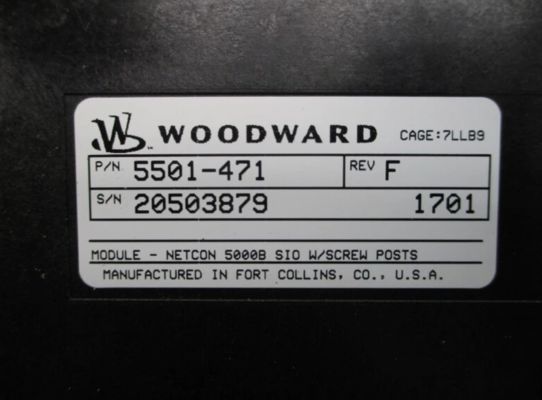 W WOODWARD CAGE:7LLB9
P/N 5501-471 REV F
S/N 20503879 1701
MODULE - NETCON 5000B SIO W/SCREW POSTS
MANUFACTURED IN FORT COLLINS, CO., U.S.A.